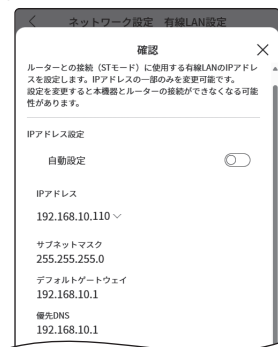 ネットワーク設定 有線LAN設定
確認
ルーターとの接続（STモード）に使用する有線LANのIPアドレ
スを設定します。IPアドレスの一部のみを変更可能です。
設定を変更すると本機器とルーターの接続ができなくなる可能
性があります。
IPアドレス設定
自動設定
IPアドレス
192.168.10.110
サブネットマスク
255.255.255.0
デフォルトゲートウェイ
192.168.10.1
優先DNS
192.168.10.1